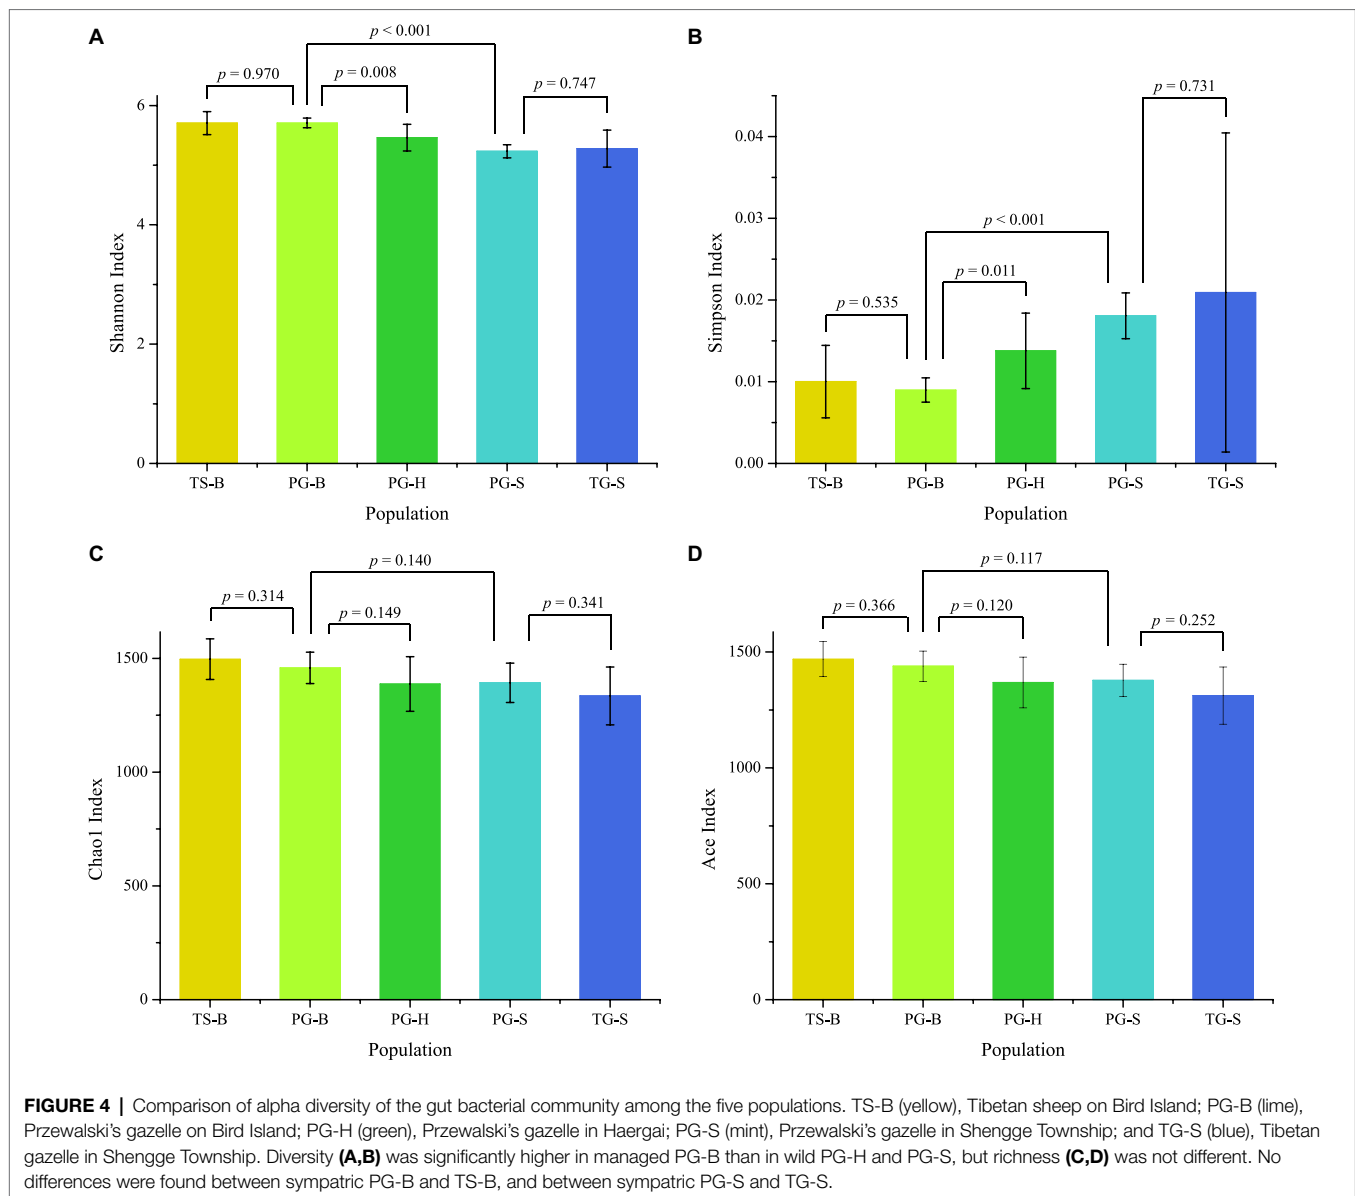 A
p < 0.001
p = 0.970
p = 0.008
p = 0.747
6
4
2
0
Shannon Index
TS-B
PG-B
PG-H
PG-S
TG-S
Population
B
p = 0.731
p < 0.001
p = 0.011
p = 0.535
0.04
0.03
0.02
0.01
0.00
Simpson Index
TS-B
PG-B
PG-H
PG-S
TG-S
Population
C
p = 0.140
p = 0.314
p = 0.149
p = 0.341
1500
1000
500
0
Chao1 Index
TS-B
PG-B
PG-H
PG-S
TG-S
Population
D
p = 0.117
p = 0.366
p = 0.120
p = 0.252
1500
1000
500
0
Ace Index
TS-B
PG-B
PG-H
PG-S
TG-S
Population
FIGURE 4 | Comparison of alpha diversity of the gut bacterial community among the five populations. TS-B (yellow), Tibetan sheep on Bird Island; PG-B (lime),
Przewalski's gazelle on Bird Island; PG-H (green), Przewalski's gazelle in Haergai; PG-S (mint), Przewalski's gazelle in Shengge Township; and TG-S (blue), Tibetan
gazelle in Shengge Township. Diversity (A,B) was significantly higher in managed PG-B than in wild PG-H and PG-S, but richness (C,D) was not different. No
differences were found between sympatric PG-B and TS-B, and between sympatric PG-S and TG-S.